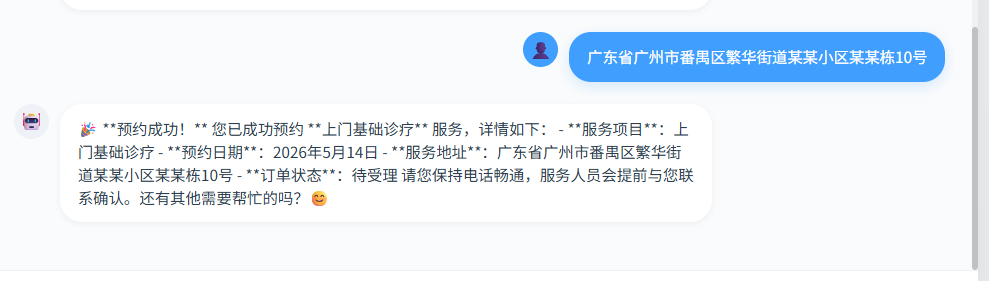 广东省广州市番禺区繁华街道某某小区某某栋10号
🎉 **预约成功！** 您已成功预约 **上门基础诊疗** 服务，详情如下： - **服务项目**：上
门基础诊疗 - **预约日期**：2026年5月14日 - **服务地址**：广东省广州市番禺区繁华街
道某某小区某某栋10号 - **订单状态**：待受理 请您保持电话畅通，服务人员会提前与您联
系确认。还有其他需要帮忙的吗？😊